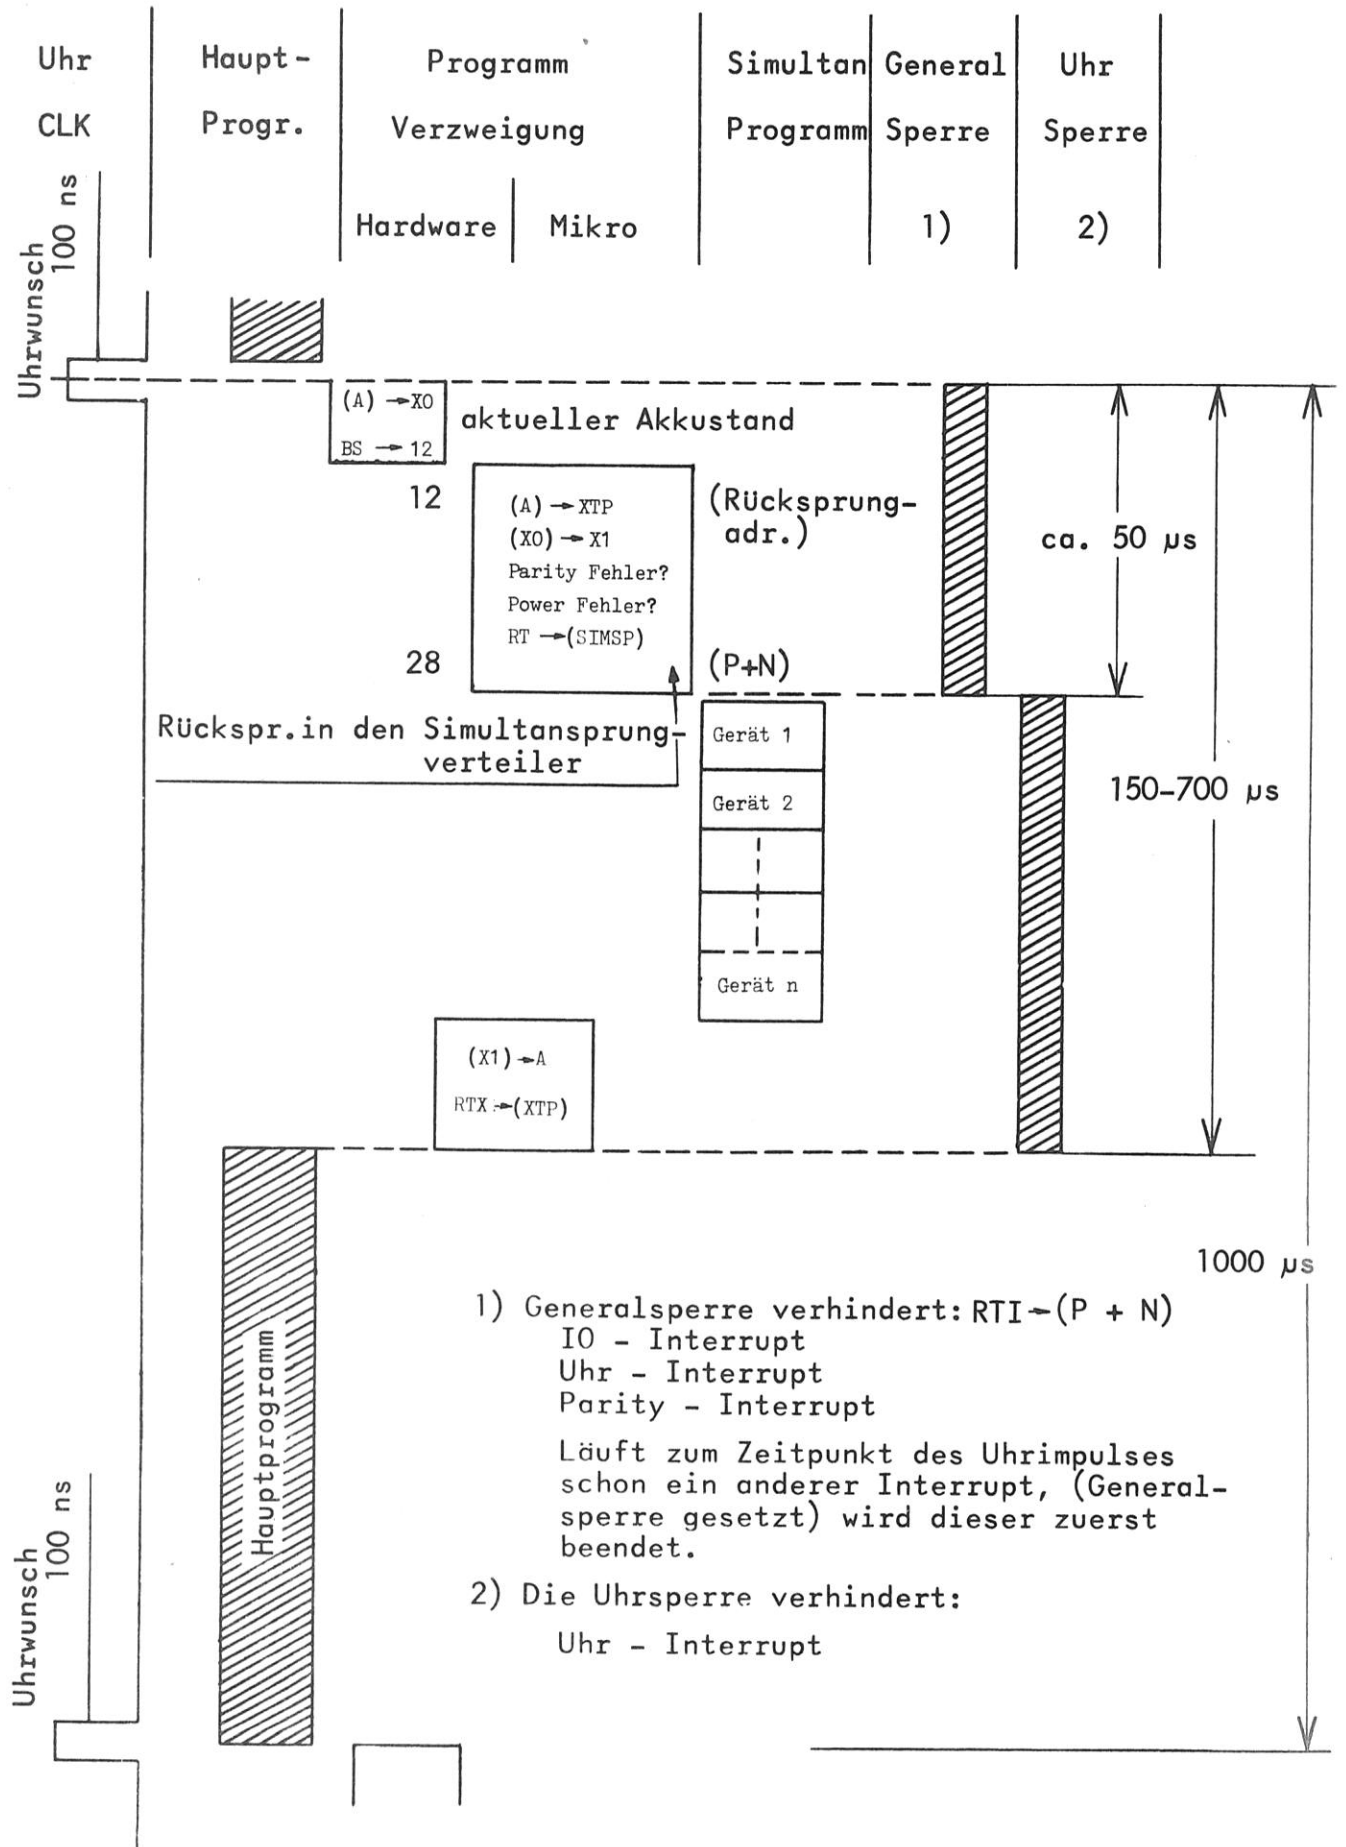 Uhr
CLK
Haupt-
Progr.
Programm
Verzweigung
Hardware
Mikro
Simultan
Programm
General
Sperre
1)
Uhr
Sperre
2)
Uhrwunsch
100 ns
(A) → X0
BS → 12
aktueller Akkustand
12
(A) → XTP
(X0) → X1
Parity Fehler?
Power Fehler?
RT → (SIMSP)
28
(Rücksprung-
adr.)
(P+N)
ca. 50 µs
Rückspr.in den Simultansprung-
verteiler
Gerät 1
Gerät 2
Gerät n
150-700 µs
(X1) → A
RTX → (XTP)
1000 µs
Hauptprogramm
1) Generalsperre verhindert: RTI → (P + N)
IO - Interrupt
Uhr - Interrupt
Parity - Interrupt
Läuft zum Zeitpunkt des Uhrimpulses
schon ein anderer Interrupt, (General-
sperre gesetzt) wird dieser zuerst
beendet.
2) Die Uhrsperre verhindert:
Uhr - Interrupt
Uhrwunsch
100 ns